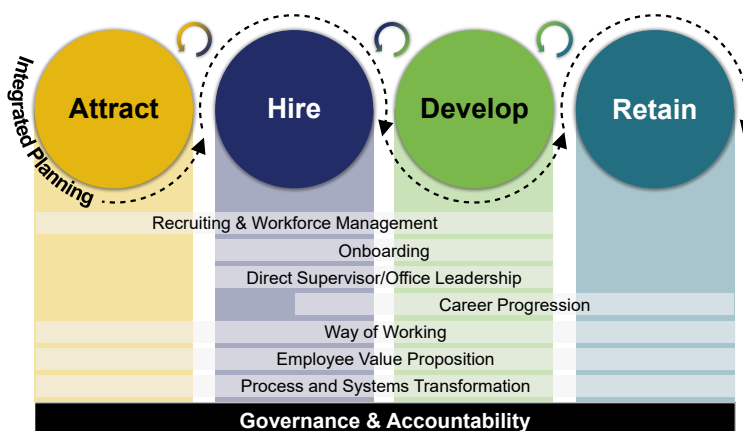 Integrated Planning
Attract
Hire
Develop
Retain
Recruiting & Workforce Management
Onboarding
Direct Supervisor/Office Leadership
Career Progression
Way of Working
Employee Value Proposition
Process and Systems Transformation
Governance & Accountability